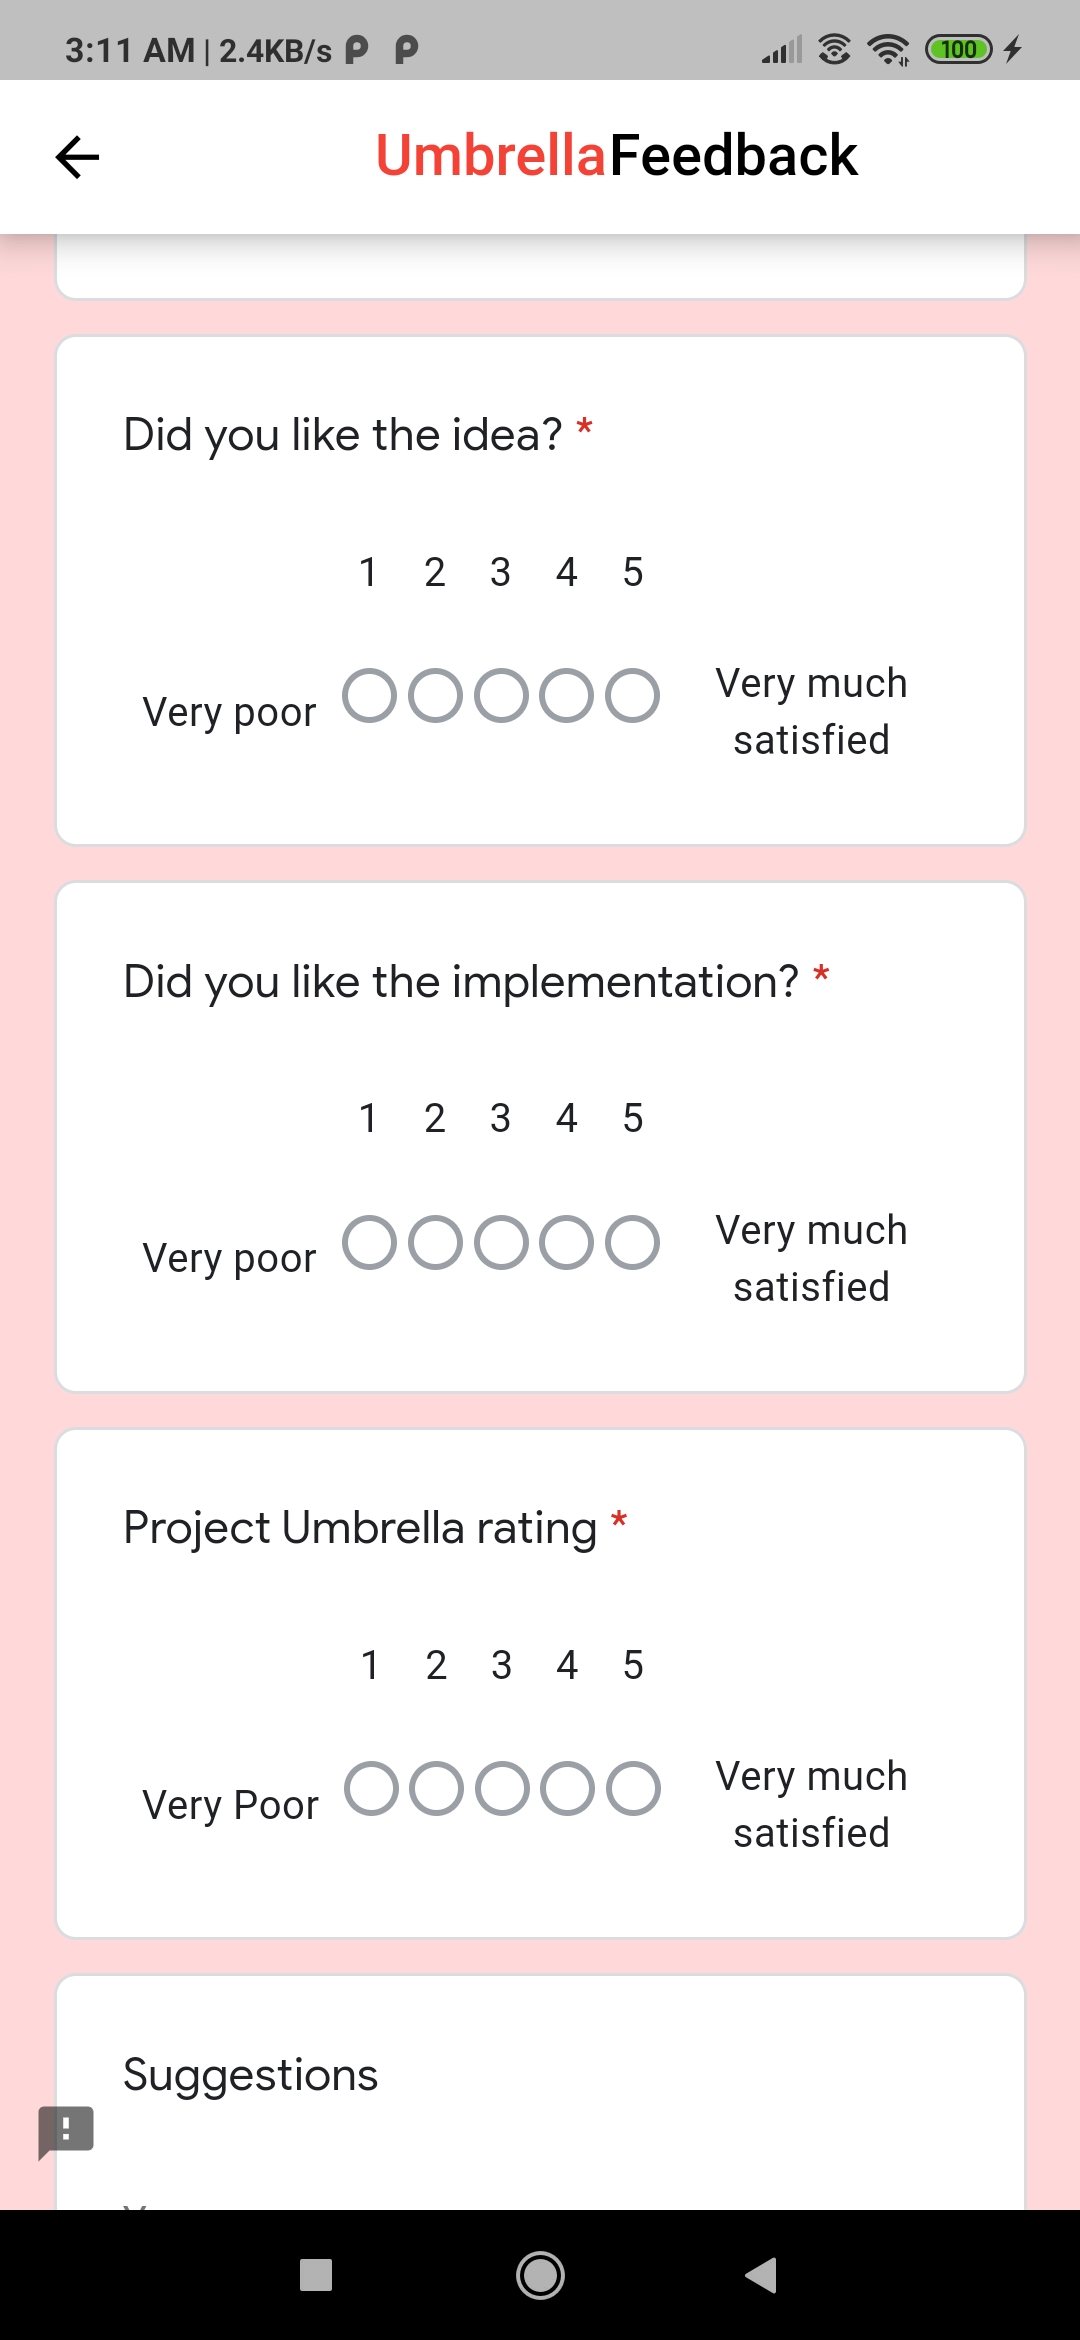 3:11 AM | 2.4KB/s
100
UmbrellaFeedback
Did you like the idea? *
1 2 3 4 5
Very poor
Very much
satisfied
Did you like the implementation? *
1 2 3 4 5
Very poor
Very much
satisfied
Project Umbrella rating *
1 2 3 4 5
Very Poor
Very much
satisfied
Suggestions